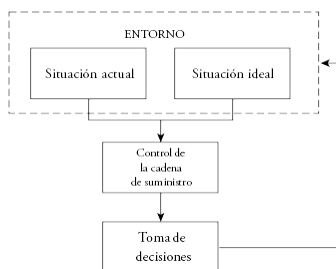 ENTORNO
Situación actual
Situación ideal
Control de
la cadena
de suministro
Toma de
decisiones